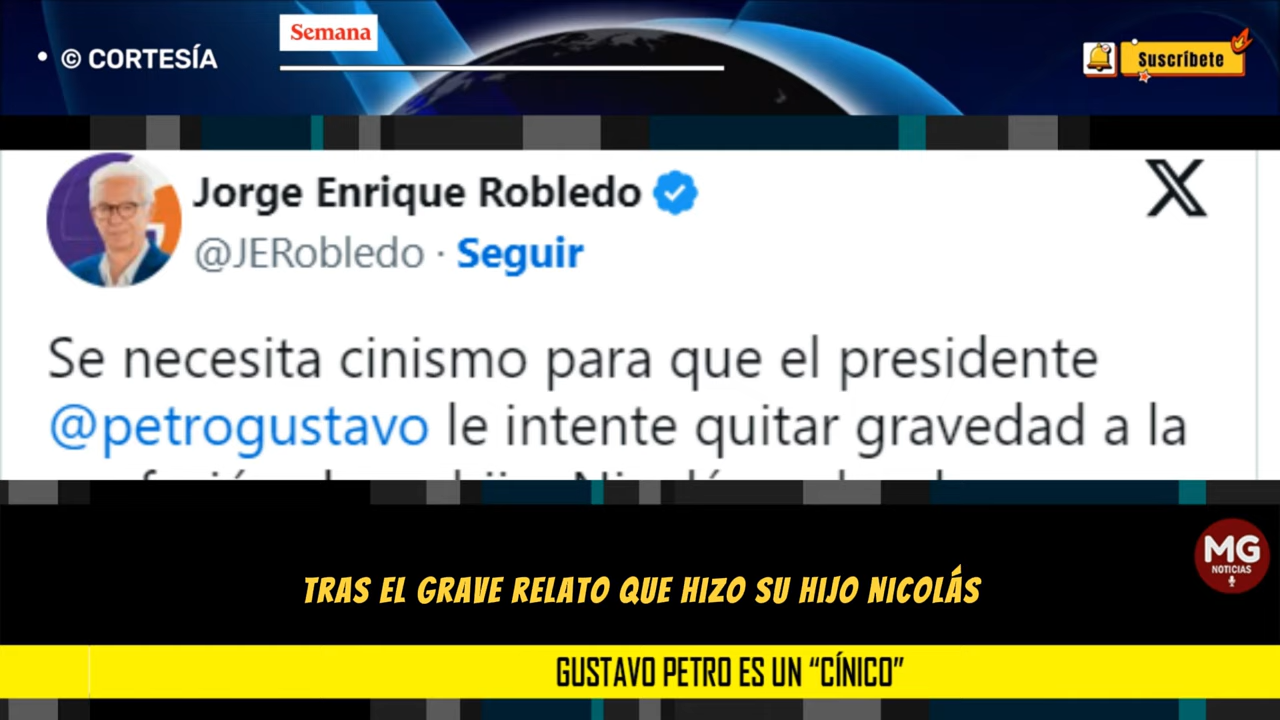 • © CORTESÍA
Semana
Suscríbete
Jorge Enrique Robledo
@JERobledo · Seguir
Se necesita cinismo para que el presidente
@petrogustavo le intente quitar gravedad a la
MG
NOTICIAS
TRAS EL GRAVE RELATO QUE HIZO SU HIJO NICOLÁS
GUSTAVO PETRO ES UN “CÍNICO”